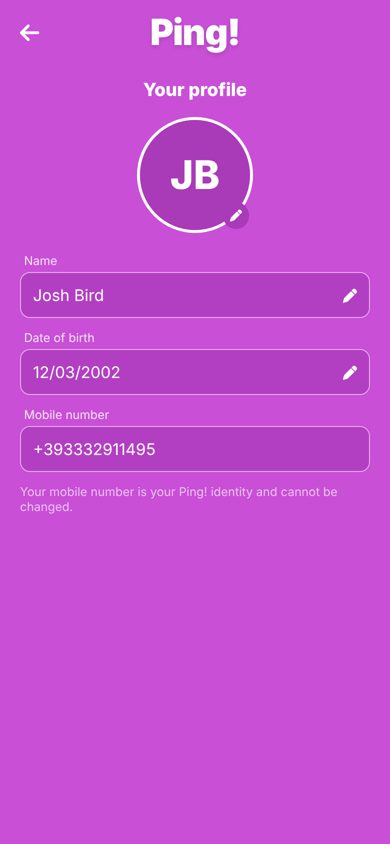 Ping!
Your profile
JB
Name
Josh Bird
Date of birth
12/03/2002
Mobile number
+393332911495
Your mobile number is your Ping! identity and cannot be
changed.